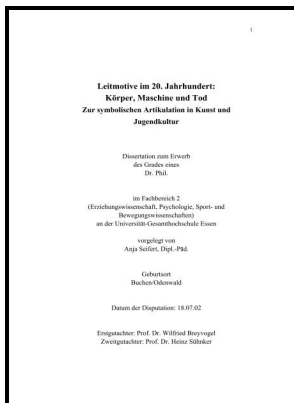 1
Leitmotive im 20. Jahrhundert:
Körper, Maschine und Tod
Zur symbolischen Artikulation in Kunst und
Jugendkultur
Dissertation zum Erwerb
des Grades eines
Dr. Phil.
im Fachbereich 2
(Erziehungswissenschaft, Psychologie, Sport- und
Bewegungswissenschaften)
an der Universität-Gesamthochschule Essen
vorgelegt von
Anja Seifert, Dipl.-Päd.
Geburtsort
Buchen/Odenwald
Datum der Disputation: 18.07.02
Erstgutachter: Prof. Dr. Wilfried Breyvogel
Zweitgutachter: Prof. Dr. Heinz Sühnker